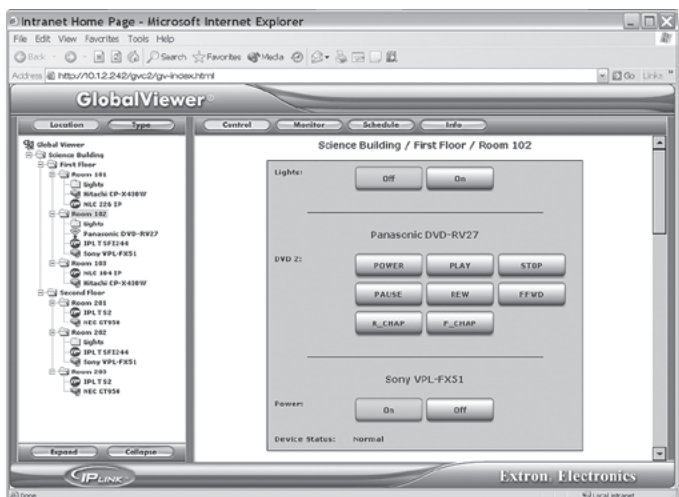 Intranet Home Page - Microsoft Internet Explorer
File Edit View Favorites Tools Help
Back Search Favorites Media
Address http://10.1.2.242/gvc2/gv-index.html Go Links
GlobalViewer®
Location Type Control Monitor Schedule Info
Global Viewer
Science Building
First Floor
Room 101
Lights
Hitachi CP-X430W
MLC 226 IP
Room 102
Lights
Panasonic DVD-RV27
IPL T SFI244
Sony VPL-FX51
Room 103
MLC 104 IP
Hitachi CP-X430W
Second Floor
Room 201
IPL T S2
NEC GT950
Room 202
Lights
IPL T SFI244
Sony VPL-FX51
Room 203
IPL T S2
NEC GT950
Expand Collapse
Science Building / First Floor / Room 102
Lights: Off On
Panasonic DVD-RV27
DVD 2: POWER PLAY STOP
PAUSE REW FFWD
R_CHAP F_CHAP
Sony VPL-FX51
Power: On Off
Device Status: Normal
IPLINK Extron Electronics
Done Local intranet